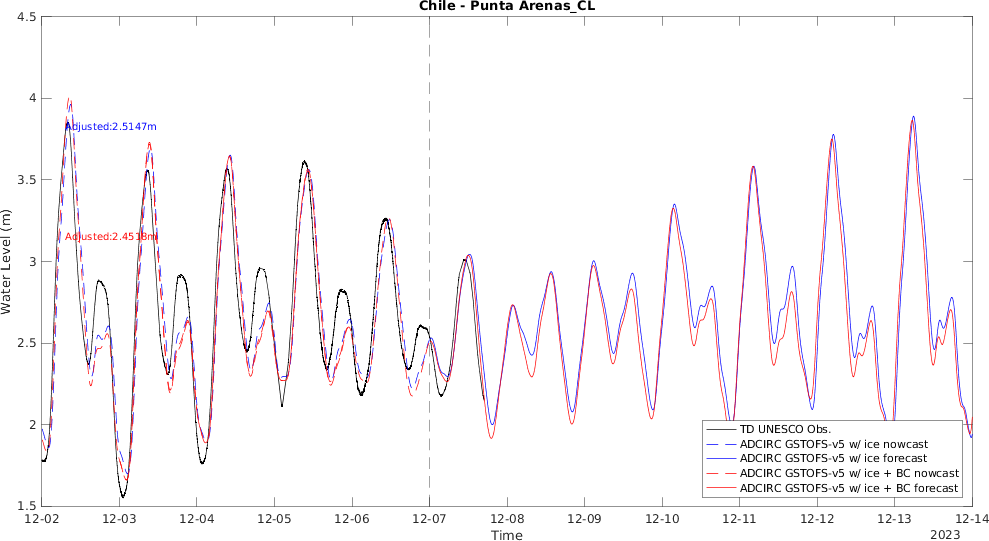 Chile - Punta Arenas_CL
Water Level (m)
4.5
4
3.5
3
2.5
2
1.5
Adjusted:2.5147m
Adjusted:2.4518m
TD UNESCO Obs.
ADCIRC GSTOFS-v5 w/ ice nowcast
ADCIRC GSTOFS-v5 w/ ice forecast
ADCIRC GSTOFS-v5 w/ ice + BC nowcast
ADCIRC GSTOFS-v5 w/ ice + BC forecast
12-02 12-03 12-04 12-05 12-06 12-07 12-08 12-09 12-10 12-11 12-12 12-13 12-14
Time
2023